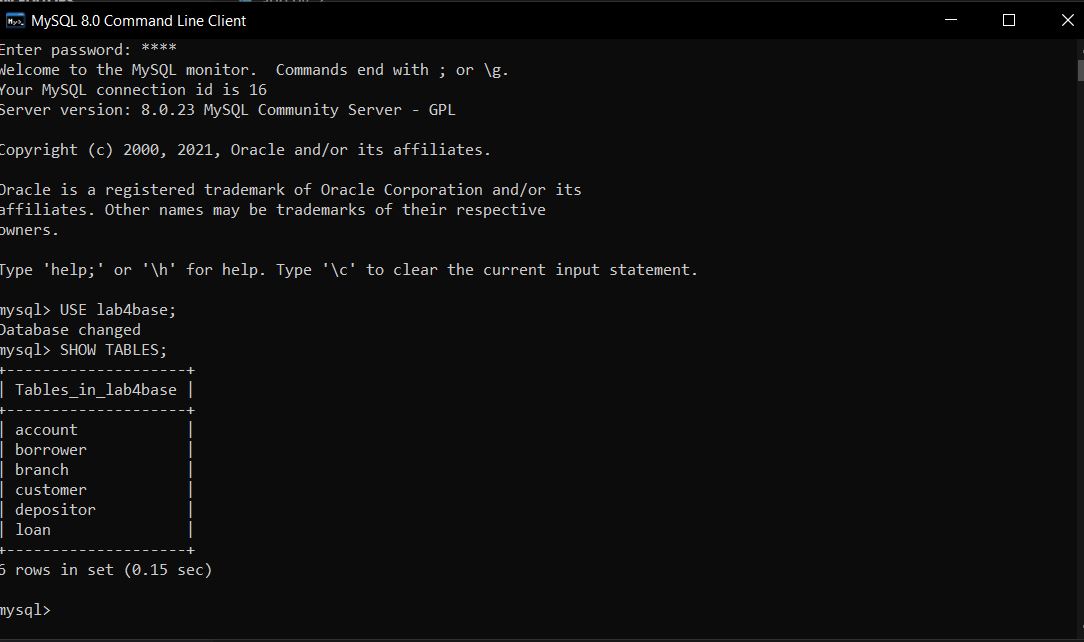 MySQL 8.0 Command Line Client
Enter password: ****
Welcome to the MySQL monitor.  Commands end with ; or \g.
Your MySQL connection id is 16
Server version: 8.0.23 MySQL Community Server - GPL
Copyright (c) 2000, 2021, Oracle and/or its affiliates.
Oracle is a registered trademark of Oracle Corporation and/or its
affiliates. Other names may be trademarks of their respective
owners.
Type 'help;' or '\h' for help. Type '\c' to clear the current input statement.
mysql> USE lab4base;
Database changed
mysql> SHOW TABLES;
+--------------------+
| Tables_in_lab4base |
+--------------------+
| account            |
| borrower           |
| branch             |
| customer           |
| depositor          |
| loan               |
+--------------------+
6 rows in set (0.15 sec)
mysql>